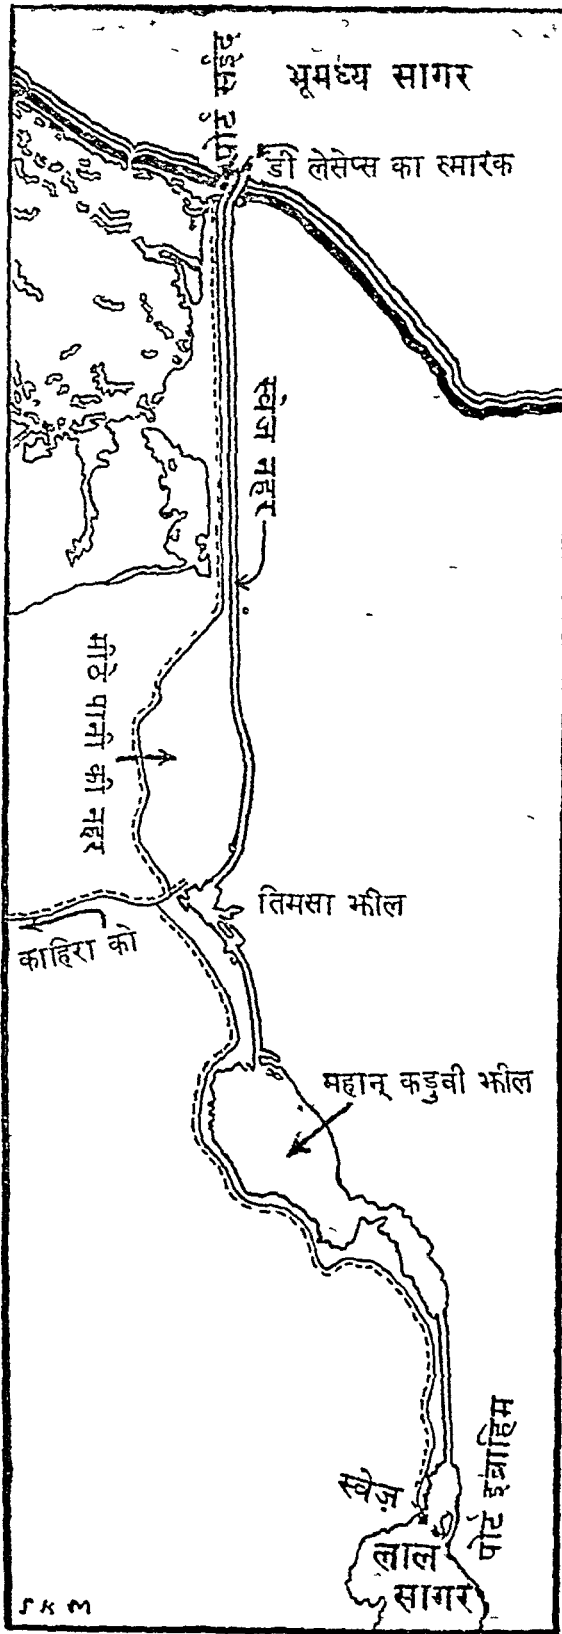 भूमध्य सागर
पोर्ट सईद
डी लेसेप्स का स्मारक
स्वेज नहर
मीठे पानी की नहर
तिमसा झील
काहिरा को
महान् कडुवी झील
पोर्ट इब्राहिम
स्वेज़
लाल
सागर
SKM